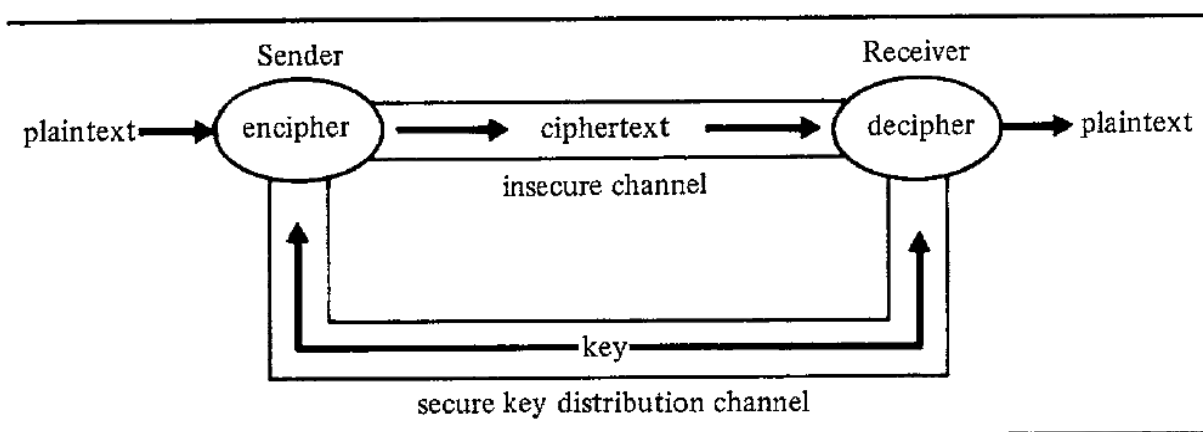 Sender Receiver
plaintext encipher ciphertext decipher plaintext
insecure channel
key
secure key distribution channel